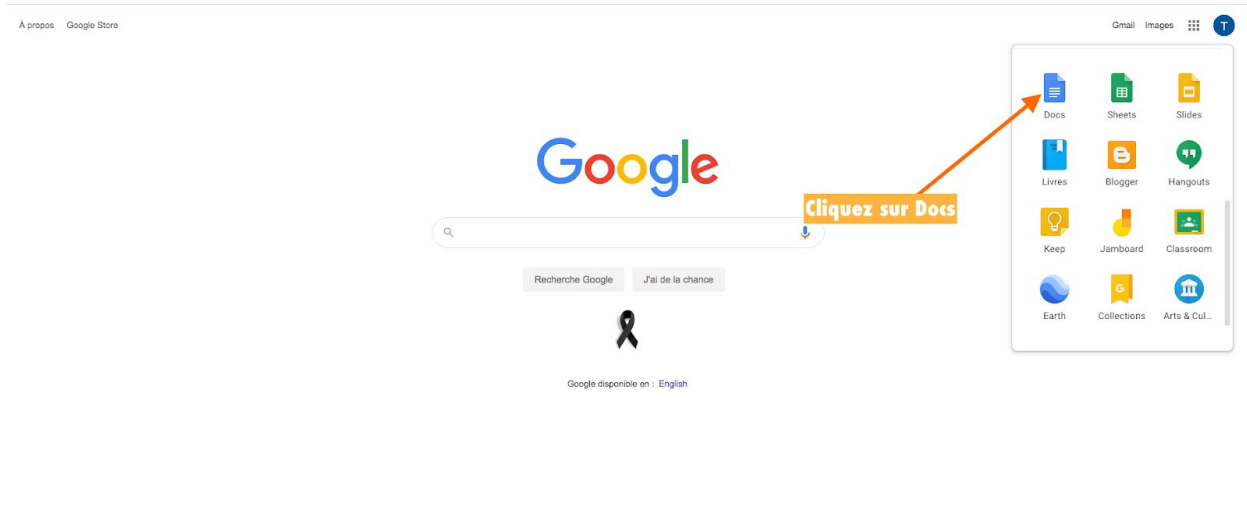 À propos Google Store
Gmail Images T
Docs Sheets Slides
Google
Livres Blogger Hangouts
Cliquez sur Docs
Keep Jamboard Classroom
Recherche Google J'ai de la chance
G
Earth Collections Arts & Cul...
Google disponible en : English